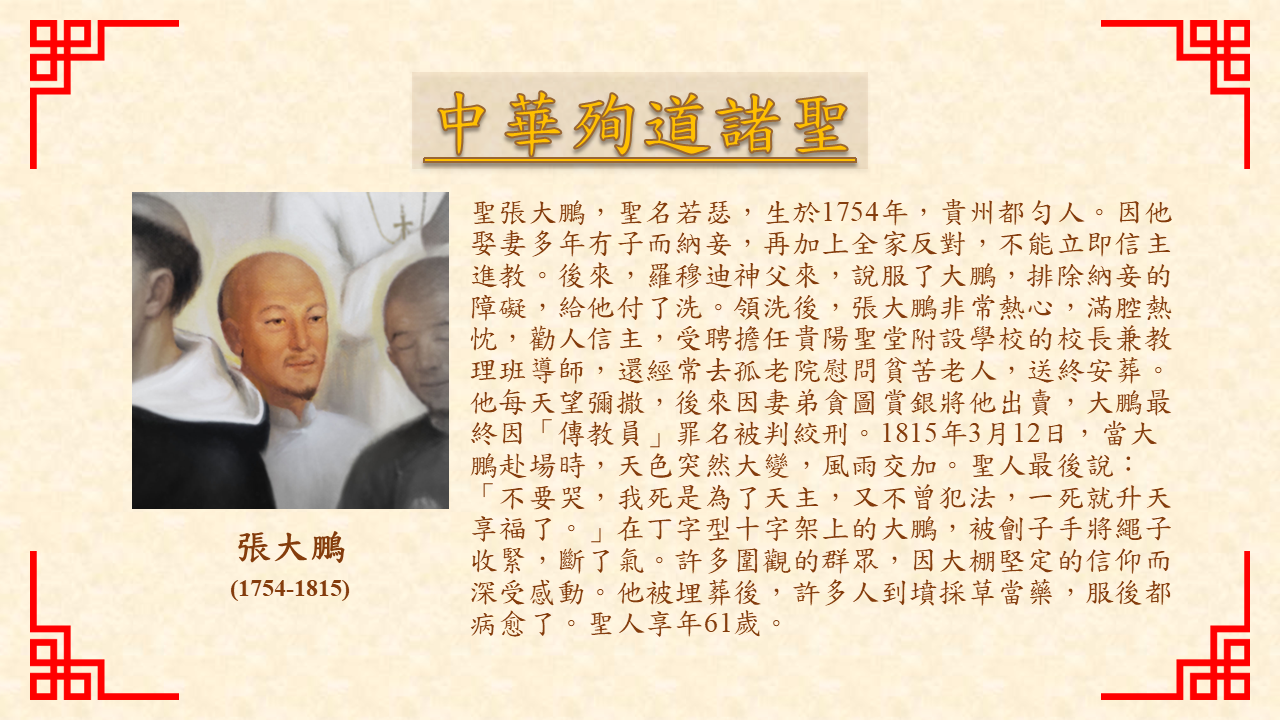 中華殉道諸聖
聖張大鵬，聖名若瑟，生於1754年，貴州都匀人。因他
娶妻多年冇子而納妾，再加上全家反對，不能立即信主
進教。後來，羅穆迪神父來，說服了大鵬，排除納妾的
障礙，給他付了洗。領洗後，張大鵬非常熱心，滿腔熱
忱，勸人信主，受聘擔任貴陽聖堂附設學校的校長兼教
理班導師，還經常去孤老院慰問貧苦老人，送終安葬。
他每天望彌撒，後來因妻弟貪圖賞銀將他出賣，大鵬最
終因「傳教員」罪名被判絞刑。1815年3月12日，當大
鵬赴場時，天色突然大變，風雨交加。聖人最後說：
「不要哭，我死是為了天主，又不曾犯法，一死就升天
享福了。」在丁字型十字架上的大鵬，被劊子手將繩子
收緊，斷了氣。許多圍觀的群眾，因大棚堅定的信仰而
深受感動。他被埋葬後，許多人到墳採草當藥，服後都
病愈了。聖人享年61歲。
張大鵬
(1754-1815)